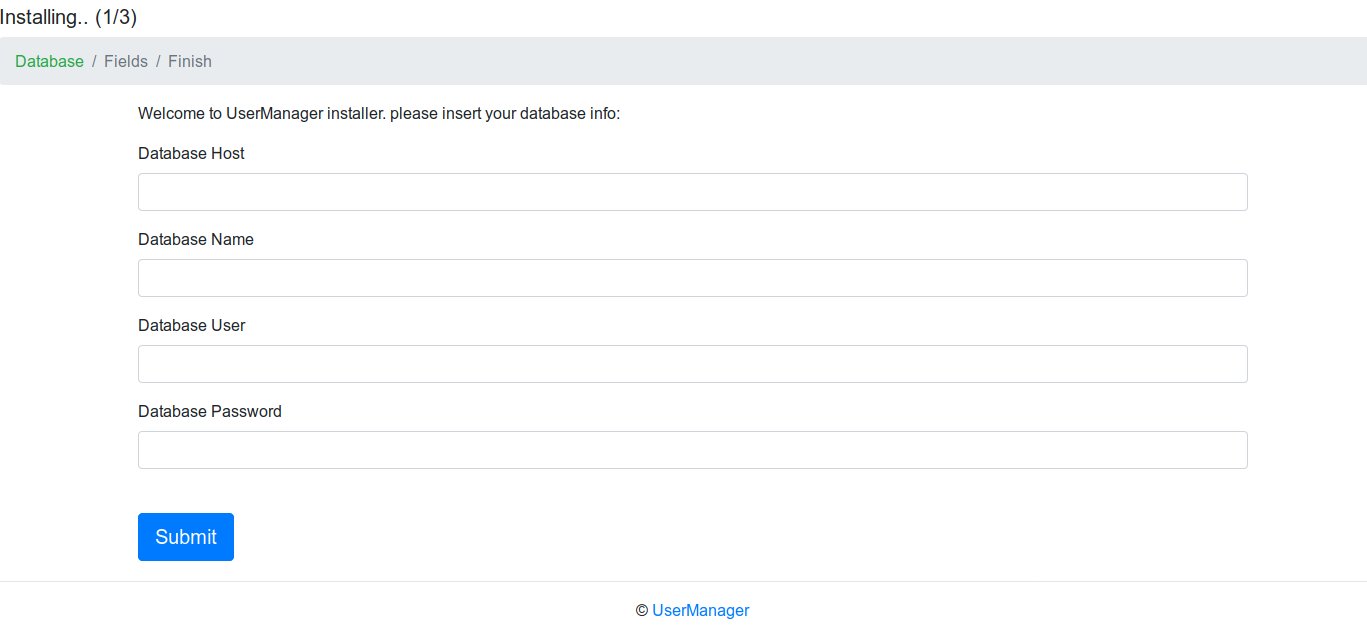 Installing.. (1/3)
Database / Fields / Finish
Welcome to UserManager installer. please insert your database info:
Database Host
Database Name
Database User
Database Password
Submit
© UserManager